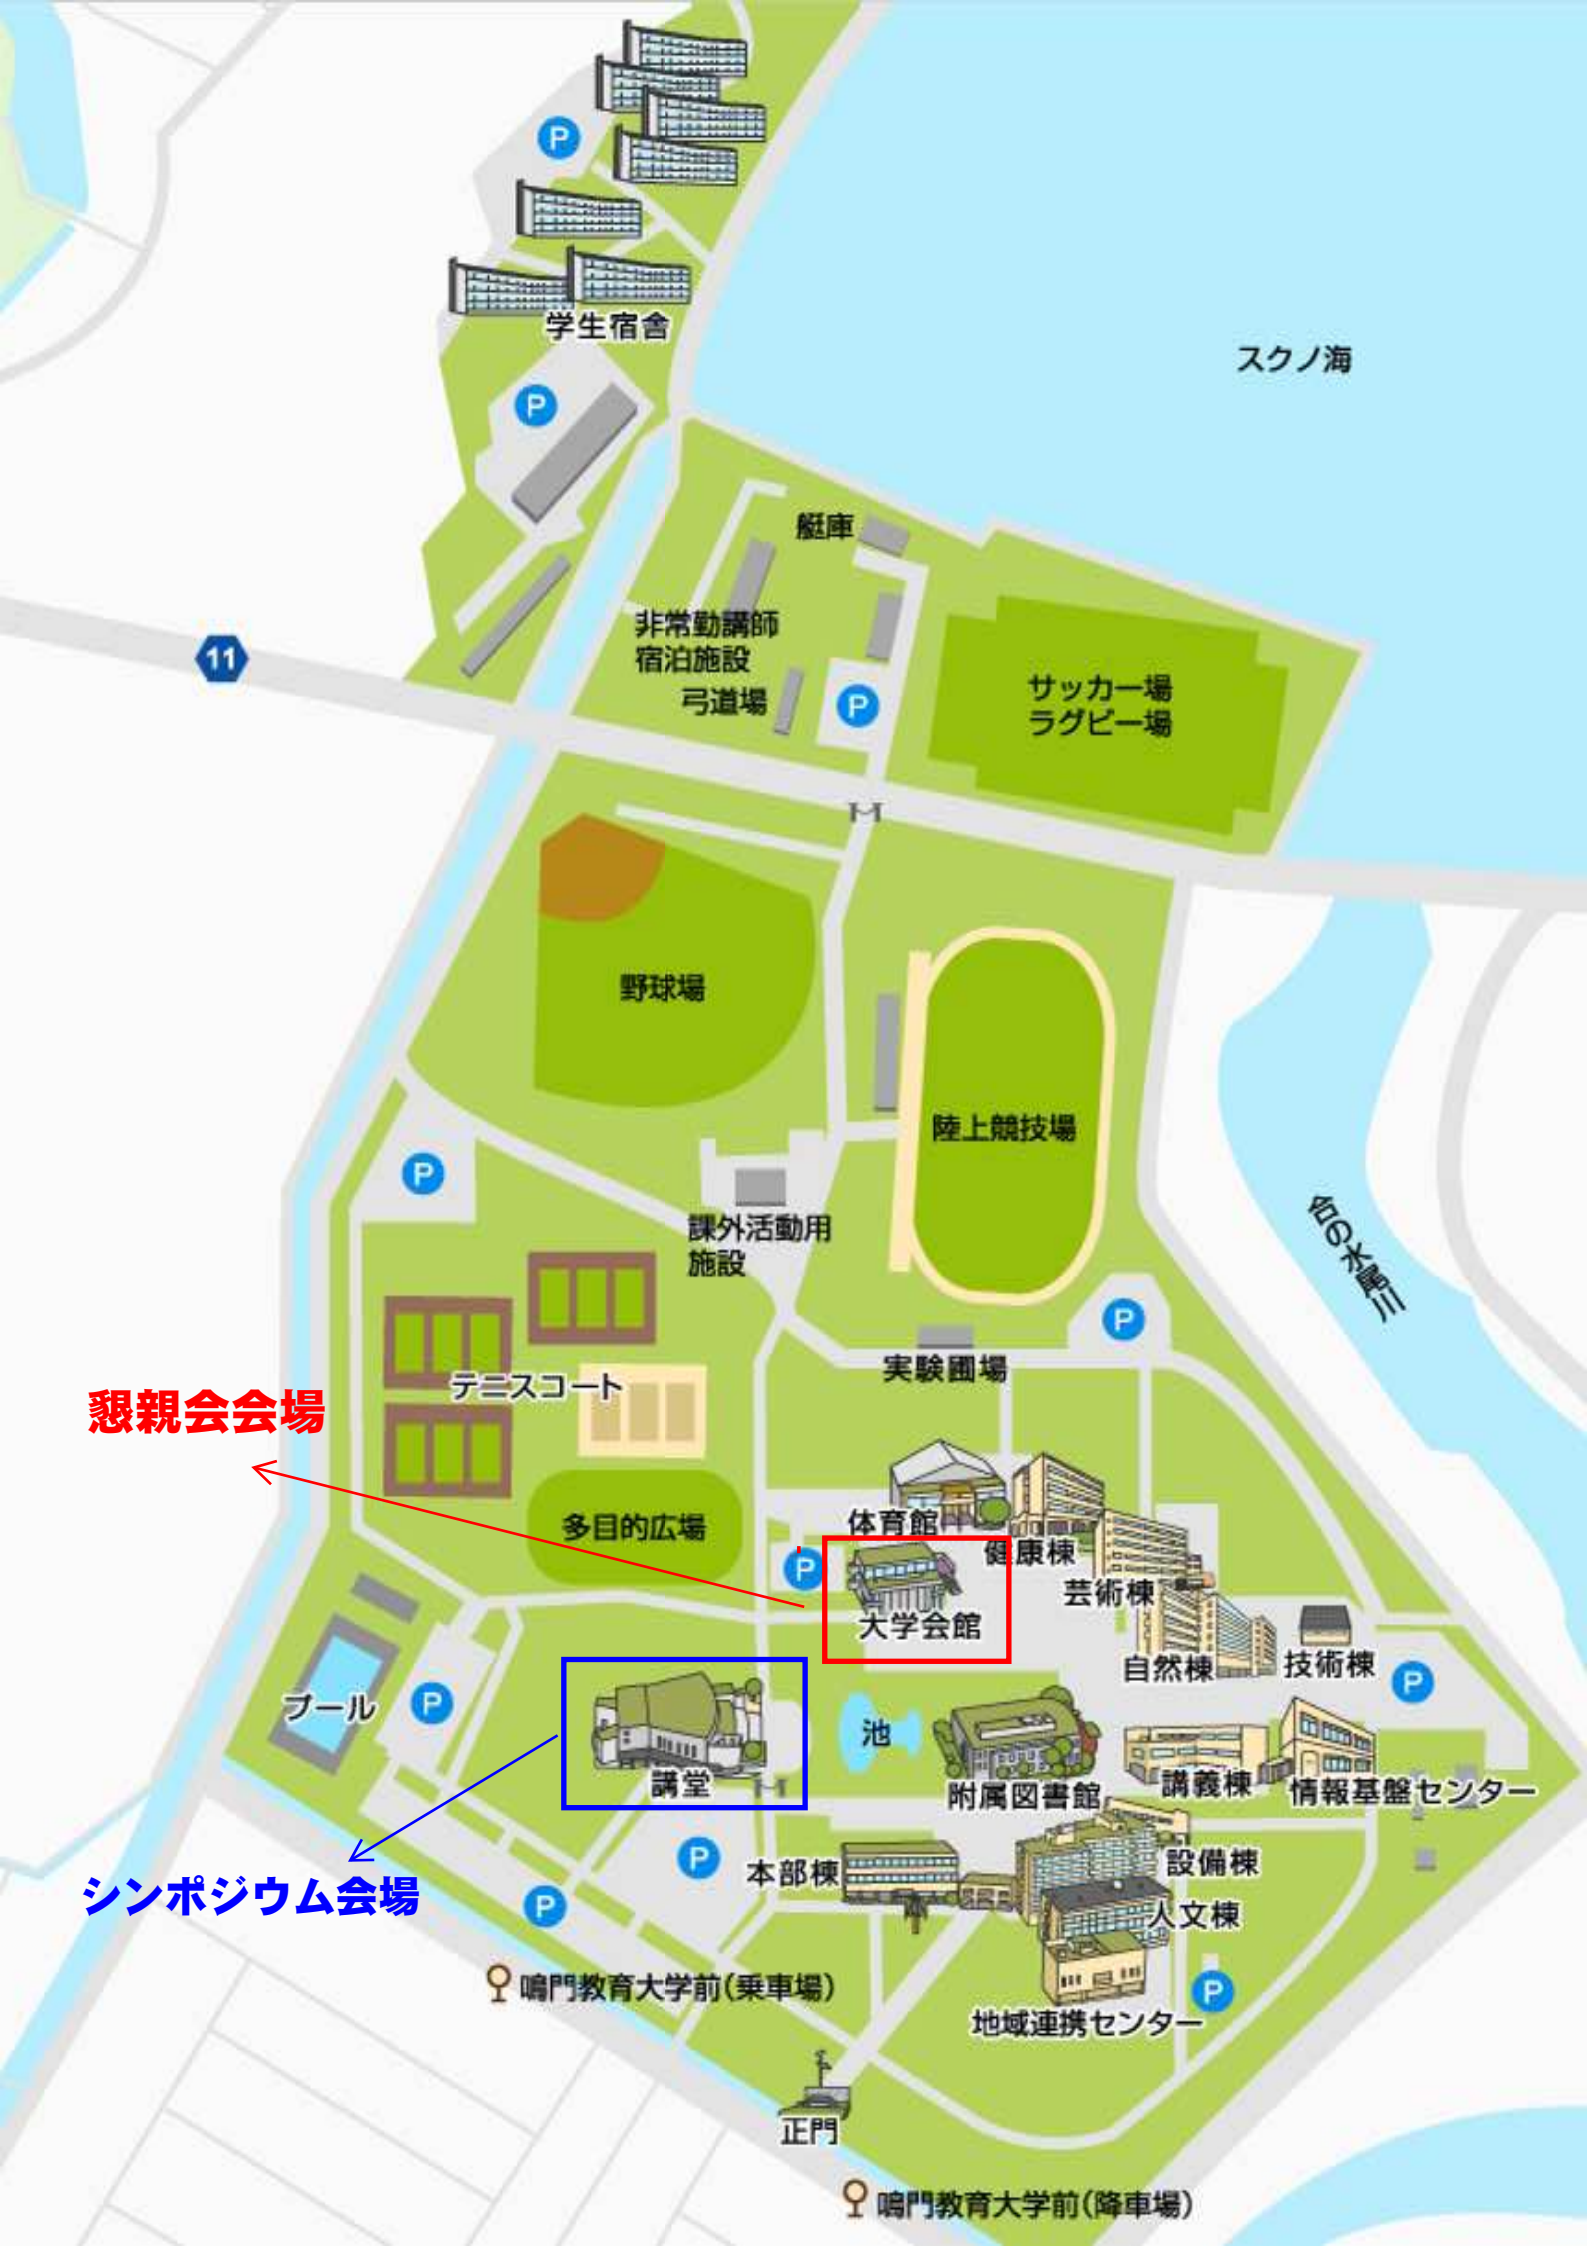 P
学生宿舎
スクノ海
P
艇庫
非常勤講師
宿泊施設
弓道場
P
11
サッカー場
ラグビー場
野球場
陸上競技場
P
課外活動用
施設
合の水尾川
P
実験圃場
テニスコート
懇親会会場
多目的広場
体育館
健康棟
P
芸術棟
大学会館
自然棟
技術棟
P
プール
P
池
講堂
附属図書館
講義棟
情報基盤センター
シンポジウム会場
P
本部棟
設備棟
P
人文棟
鳴門教育大学前(乗車場)
P
地域連携センター
正門
鳴門教育大学前(降車場)